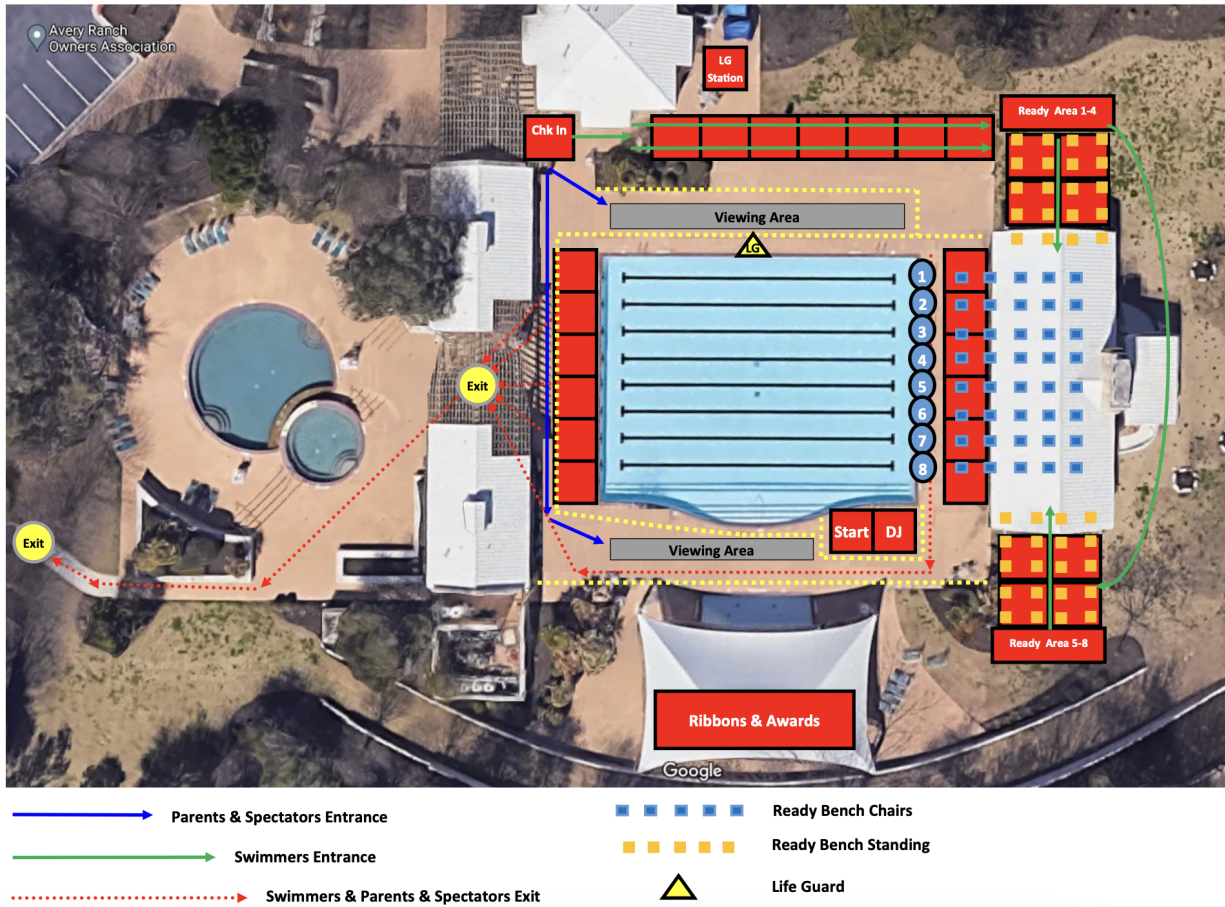 Avery Ranch
Owners Association
LG
Station
Chk In
Ready Area 1-4
Viewing Area
LG
1
2
3
4
5
6
7
8
Exit
Exit
Start
DJ
Viewing Area
Ready Area 5-8
Ribbons & Awards
Google
Parents & Spectators Entrance
Ready Bench Chairs
Swimmers Entrance
Ready Bench Standing
Swimmers & Parents & Spectators Exit
Life Guard